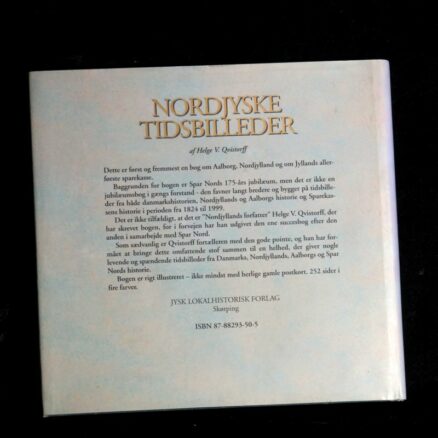 NORDJYSKE
TIDSBILLEDER
af Helge V. Qvistorff
Dette er først og fremmest en bog om Aalborg, Nordjylland og om Jyllands aller-
første sparekasse.
Baggrunden for bogen er Spar Nords 175-års jubilæum, men det er ikke en
jubilæumsbog i gængs forstand - den favner langt bredere og bygger på tidsbille-
der fra både danmarkshistorien, Nordjyllands og Aalborgs historie og Sparekas-
sens historie i perioden fra 1824 til 1999.
Det er ikke tilfældigt, at det er "Nordjyllands forfatter" Helge V. Qvistorff, der
har skrevet bogen, for i forvejen har han udgivet den ene succesbog efter den
anden i samarbejde med Spar Nord.
Som sædvanlig er Qvistorff fortælleren med den gode pointe, og han har for-
mået at bringe dette omfattende stof sammen til en helhed, der giver nogle
levende og spændende tidsbilleder fra Danmarks, Nordjyllands, Aalborgs og Spar
Nords historie.
Bogen er rigt illustreret – ikke mindst med herlige gamle postkort. 252 sider i
fire farver.
JYSK LOKALHISTORISK FORLAG
Skørping
ISBN 87-88293-50-5